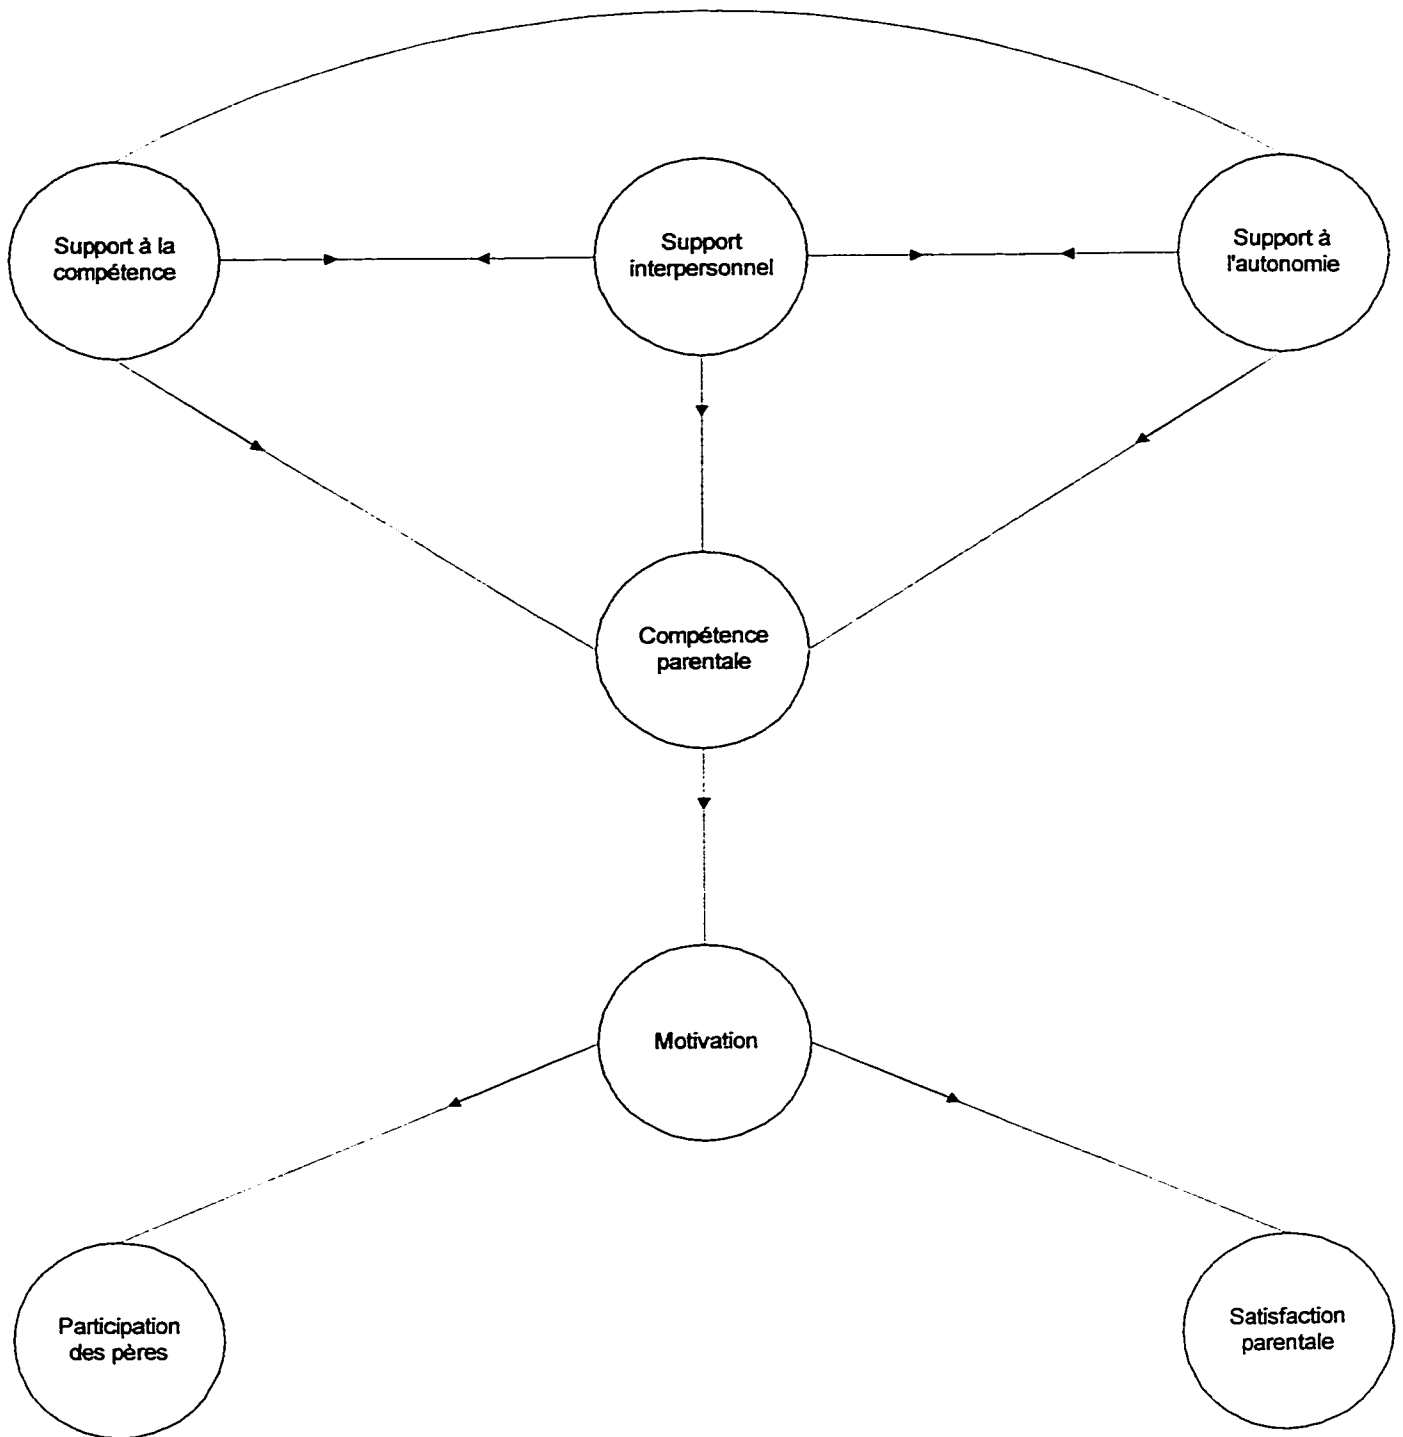 Support à la
compétence
Support
interpersonnel
Support à
l'autonomie
Compétence
parentale
Motivation
Participation
des pères
Satisfaction
parentale